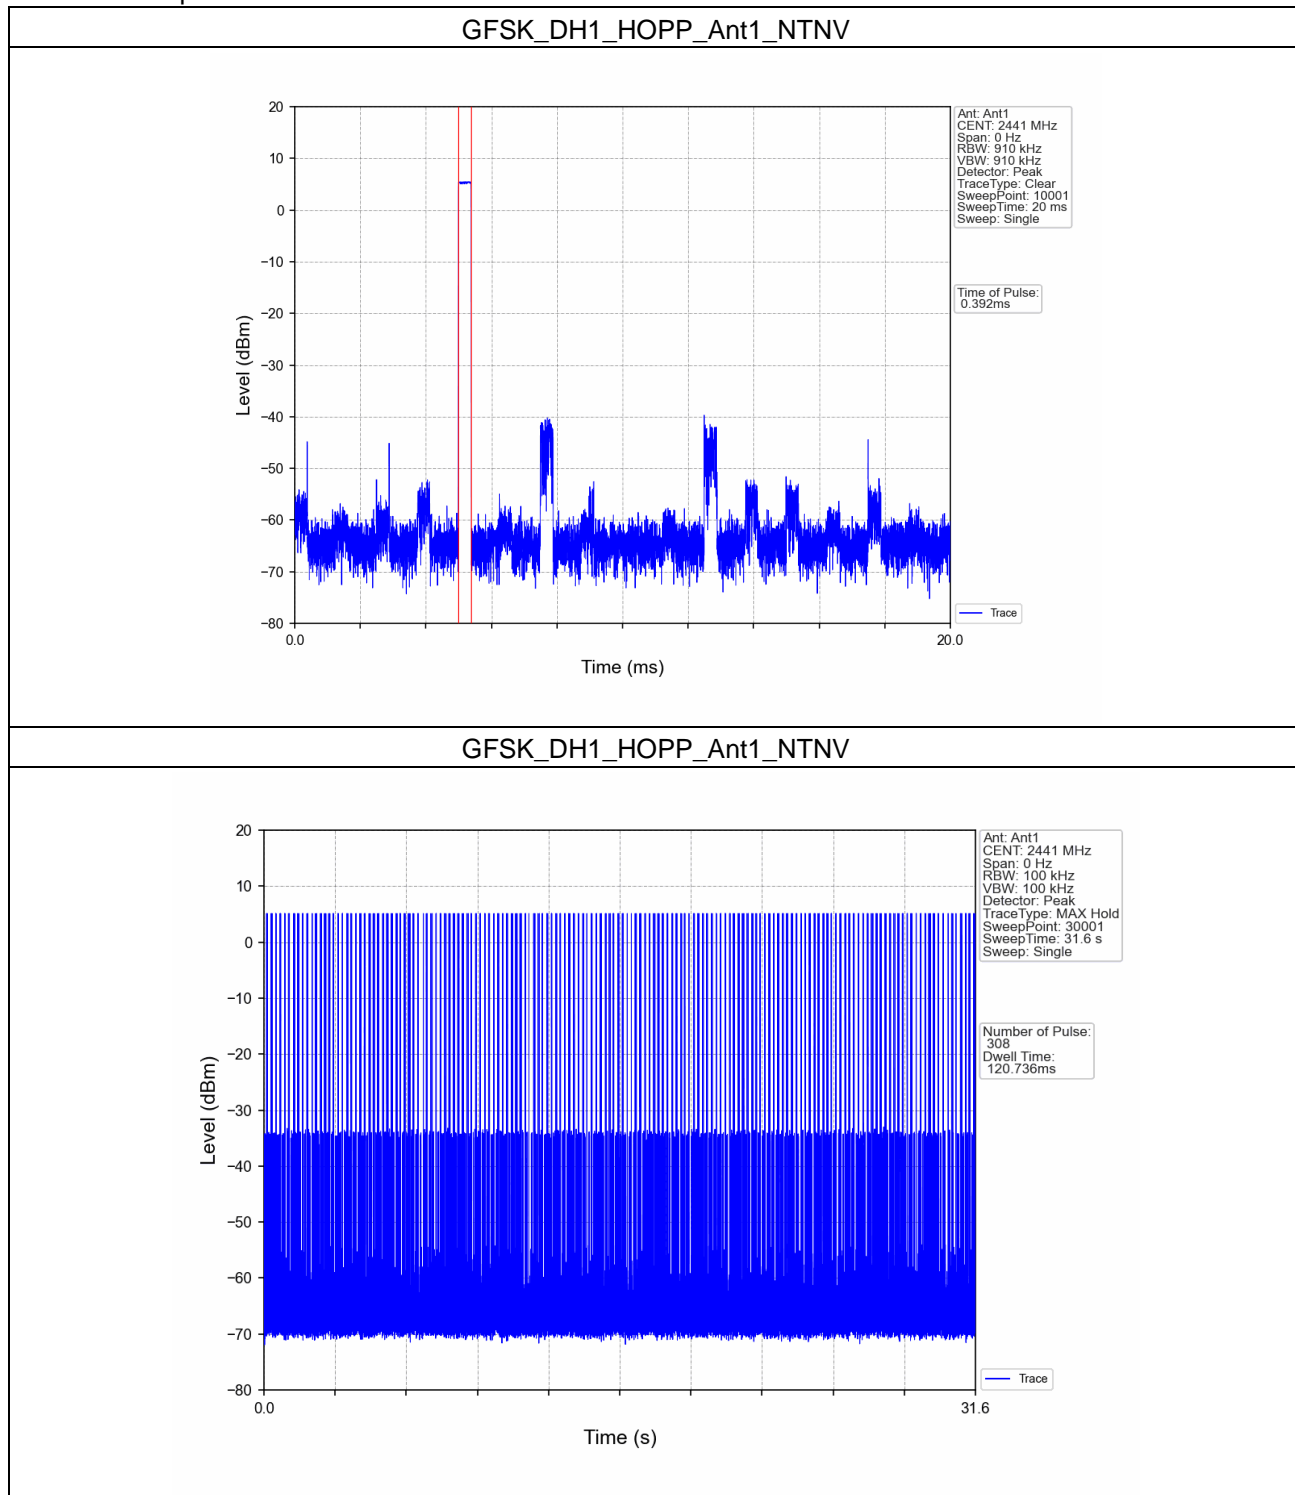 GFSK_DH1_HOPP_Ant1_NTNV
20
10
0
−10
−20
−30
−40
−50
−60
−70
−80
Level (dBm)
0.0
20.0
Time (ms)
Ant: Ant1
CENT: 2441 MHz
Span: 0 Hz
RBW: 910 kHz
VBW: 910 kHz
Detector: Peak
TraceType: Clear
SweepPoint: 10001
SweepTime: 20 ms
Sweep: Single
Time of Pulse:
0.392ms
Trace
GFSK_DH1_HOPP_Ant1_NTNV
20
10
0
−10
−20
−30
−40
−50
−60
−70
−80
Level (dBm)
0.0
31.6
Time (s)
Ant: Ant1
CENT: 2441 MHz
Span: 0 Hz
RBW: 100 kHz
VBW: 100 kHz
Detector: Peak
TraceType: MAX Hold
SweepPoint: 30001
SweepTime: 31.6 s
Sweep: Single
Number of Pulse:
308
Dwell Time:
120.736ms
Trace